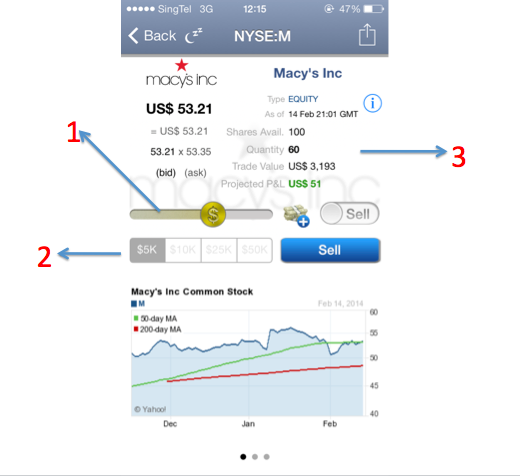 SingTel 3G 12:15 47%
Back NYSE:M
macy's inc
Macy's Inc
US$ 53.21
= US$ 53.21
53.21 x 53.35
(bid) (ask)
Type EQUITY
As of 14 Feb 21:01 GMT
Shares Avail. 100
Quantity 60
Trade Value US$ 3,193
Projected P&L US$ 51
macy's inc
1
3
$
Sell
2
$5K $10K $25K $50K
Sell
Macy's Inc Common Stock
M Feb 14, 2014
50-day MA
200-day MA
60
55
50
45
40
© Yahoo!
Dec Jan Feb